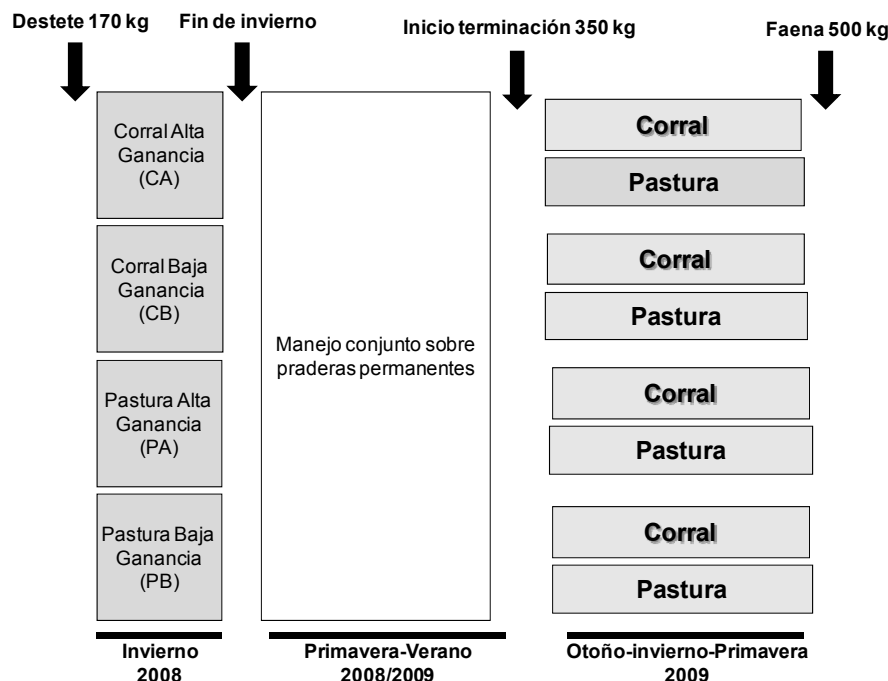 Destete 170 kg
Fin de invierno
Inicio terminación 350 kg
Faena 500 kg
Corral Alta
Ganancia
(CA)
Corral Baja
Ganancia
(CB)
Pastura Alta
Ganancia
(PA)
Pastura Baja
Ganancia
(PB)
Manejo conjunto sobre
praderas permanentes
Corral
Pastura
Corral
Pastura
Corral
Pastura
Corral
Pastura
Invierno
2008
Primavera-Verano
2008/2009
Otoño-invierno-Primavera
2009